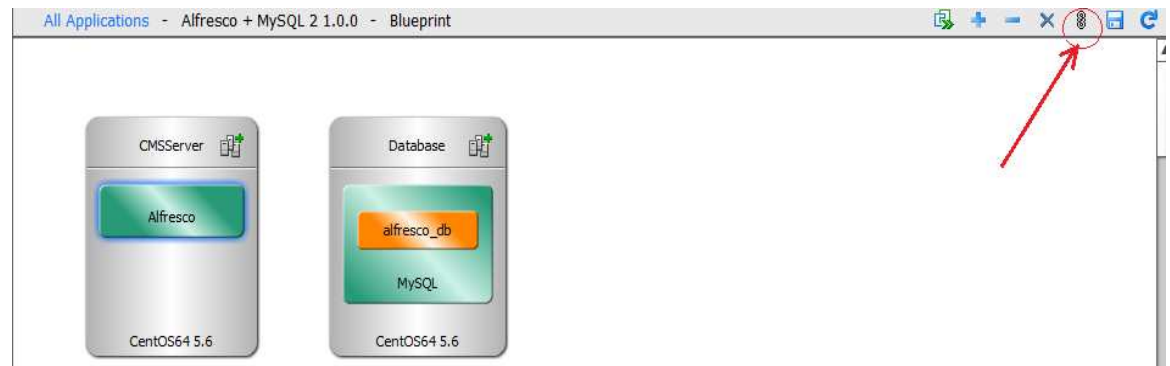 All Applications - Alfresco + MySQL 2 1.0.0 - Blueprint
CMSServer
Alfresco
CentOS64 5.6
Database
alfresco_db
MySQL
CentOS64 5.6